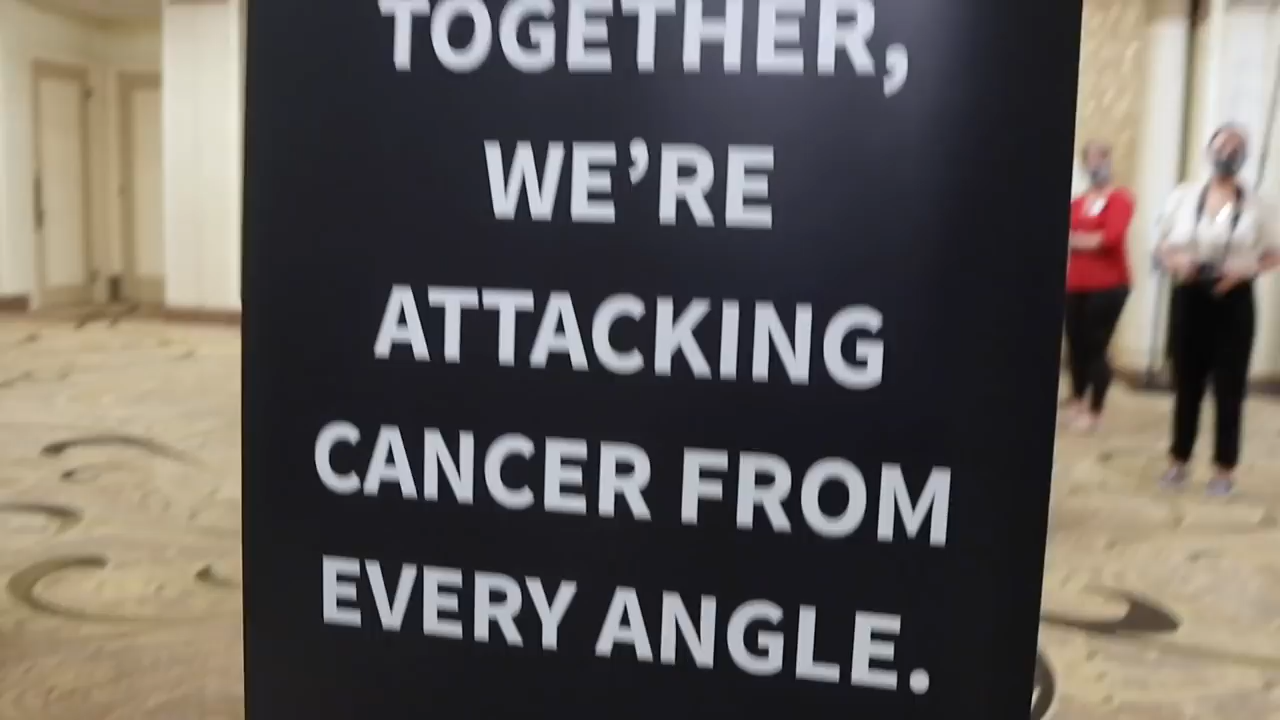 TOGETHER,
WE’RE
ATTACKING
CANCER FROM
EVERY ANGLE.